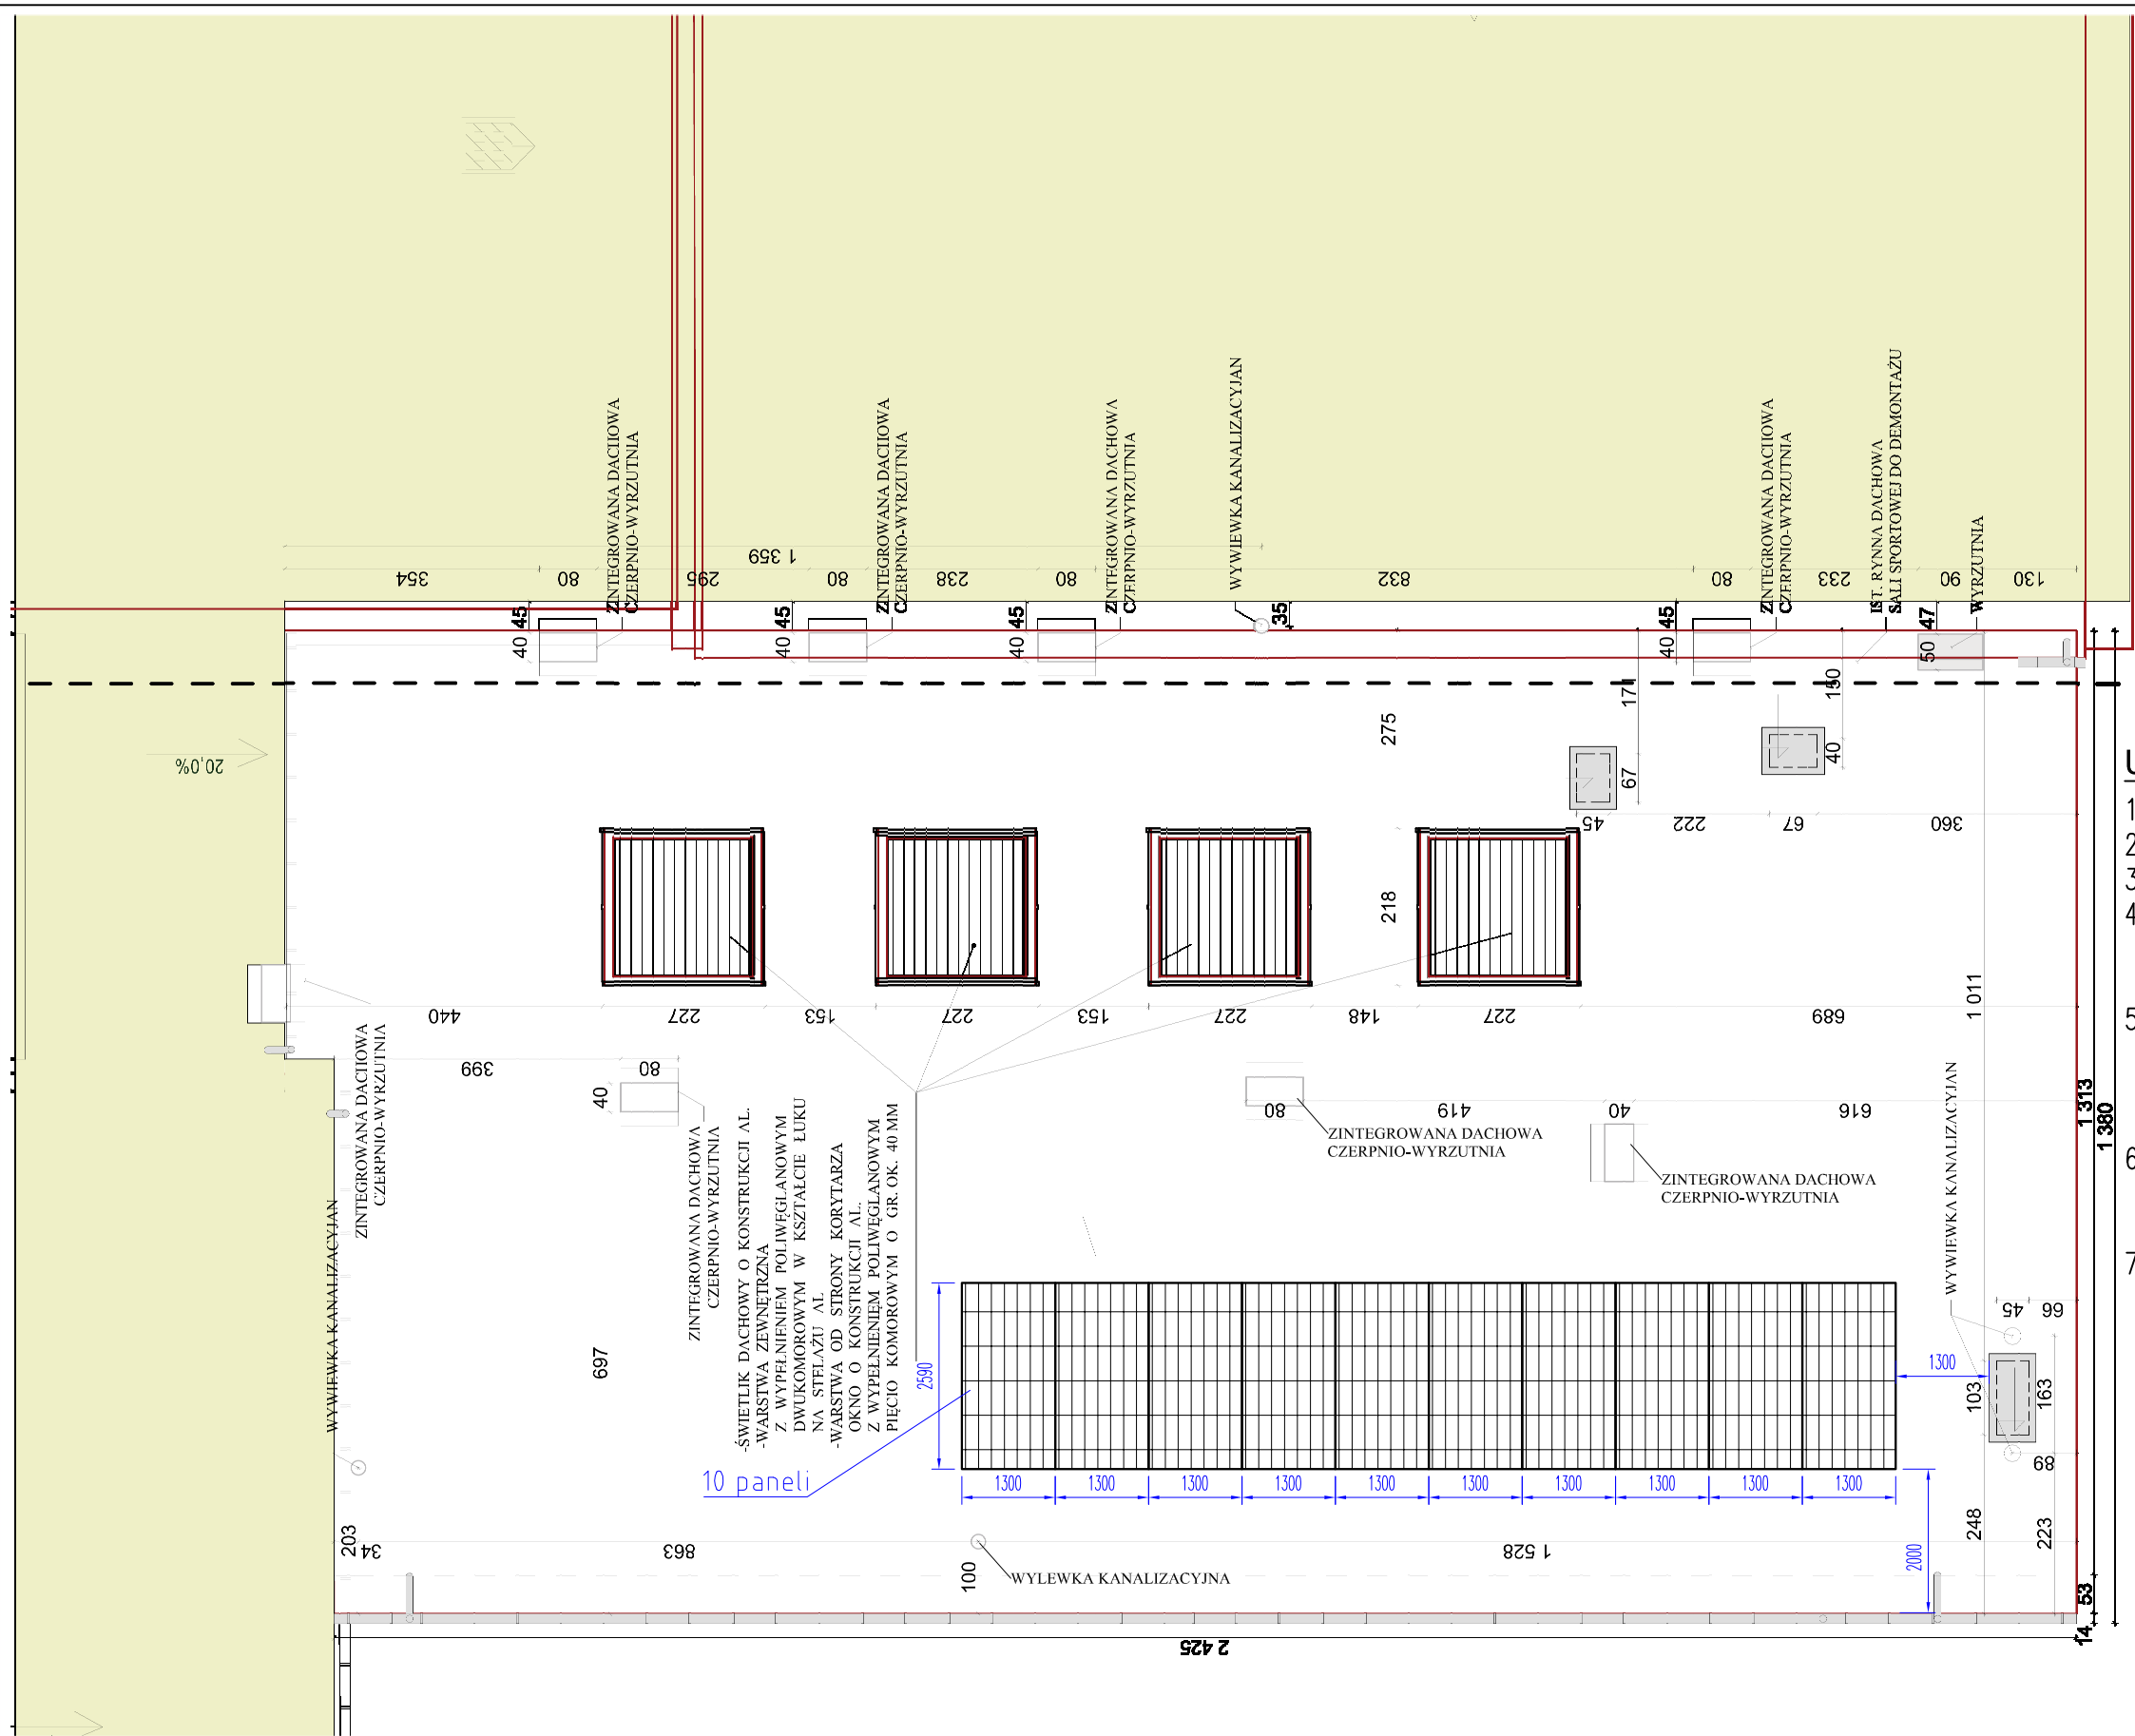 354
80
295
1 359
80
238
80
832
80
233
90
130
ZINTEGROWANA DACHOWA
CZERPNIO-WYRZUTNIA
ZINTEGROWANA DACHOWA
CZERPNIO-WYRZUTNIA
ZINTEGROWANA DACHOWA
CZERPNIO-WYRZUTNIA
WYWIEWKA KANALIZACYJAN
ZINTEGROWANA DACHOWA
CZERPNIO-WYRZUTNIA
IST. RYNNA DACHOWA
SALI SPORTOWEJ DO DEMONTAŻU
WYRZUTNIA
45
40
45
40
45
40
35
45
40
47
50
20,0%
275
171
67
150
40
45
222
67
360
218
U
1
2
3
4
5
6
7
440
227
153
227
153
227
148
227
689
1 011
399
80
40
80
419
40
616
1 313
1 380
ZINTEGROWANA DACHOWA
CZERPNIO-WYRZUTNIA
WYWIEWKA KANALIZACYJAN
ZINTEGROWANA DACHOWA
CZERPNIO-WYRZUTNIA
-ŚWIETLIK DACHOWY O KONSTRUKCJI AL.
-WARSTWA ZEWNĘTRZNA
Z WYPEŁNIENIEM POLIWĘGLANOWYM
DWUKOMOROWYM W KSZTAŁCIE ŁUKU
NA STELAŻU AL
-WARSTWA OD STRONY KORYTARZA
OKNO O KONSTRUKCJI AL.
Z WYPEŁNIENIEM POLIWĘGLANOWYM
PIĘCIO KOMOROWYM O GR. OK. 40 MM
ZINTEGROWANA DACHOWA
CZERPNIO-WYRZUTNIA
ZINTEGROWANA DACHOWA
CZERPNIO-WYRZUTNIA
WYWIEWKA KANALIZACYJAN
697
2590
10 paneli
1300
1300
1300
1300
1300
1300
1300
1300
1300
1300
1300
2000
45
66
103
163
68
248
223
203
34
863
100
WYLEWKA KANALIZACYJNA
1 528
53
14
2 425